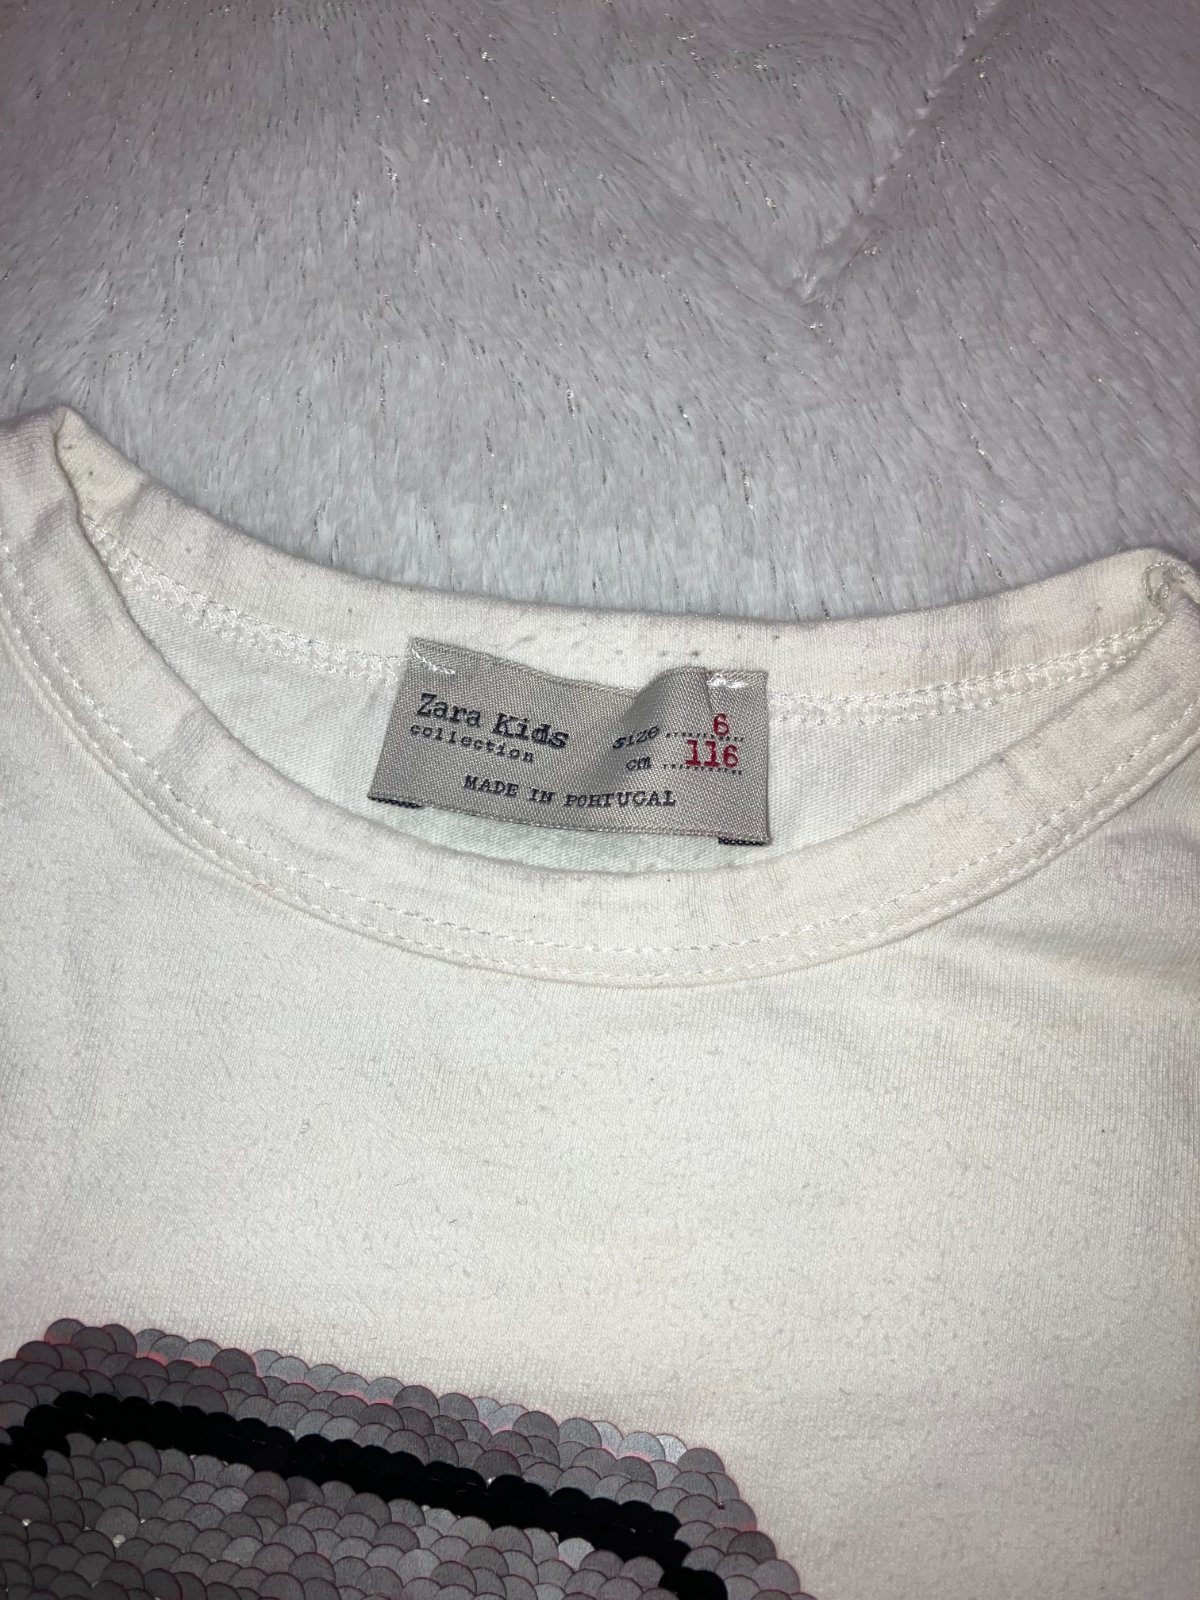 Zara Kids
collection
size 6
cm 116
MADE IN PORTUGAL